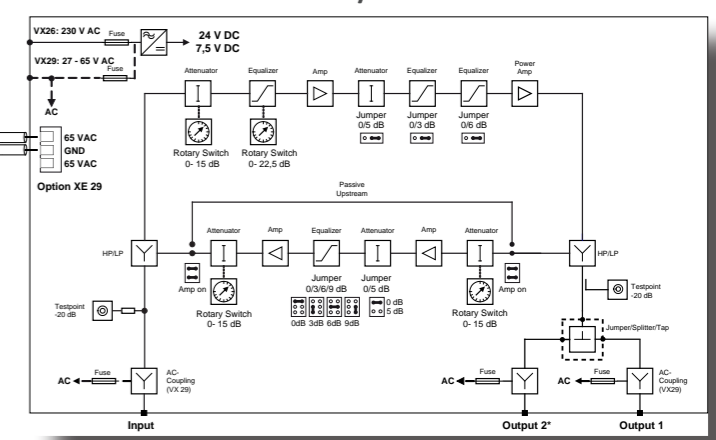 VX26: 230 V AC
Fuse
24 V DC
7,5 V DC
VX29: 27 - 65 V AC
Fuse
AC
65 VAC
GND
65 VAC
Option XE 29
Attenuator
Equalizer
Amp
Attenuator
Equalizer
Equalizer
Power
Amp
Jumper
0/5 dB
Jumper
0/3 dB
Jumper
0/6 dB
Rotary Switch
0- 15 dB
Rotary Switch
0- 22,5 dB
Passive
Upstream
HP/LP
Attenuator
Amp
Equalizer
Attenuator
Amp
Attenuator
HP/LP
Amp on
Jumper
0/3/6/9 dB
Jumper
0/5 dB
Amp on
0dB 3dB 6dB 9dB
0 dB
5 dB
Rotary Switch
0- 15 dB
Rotary Switch
0- 15 dB
Testpoint
-20 dB
Testpoint
-20 dB
Jumper/Splitter/Tap
AC
Fuse
AC-
Coupling
(VX 29)
AC
Fuse
AC
Fuse
AC-
Coupling
(VX 29)
Input
Output 2*
Output 1